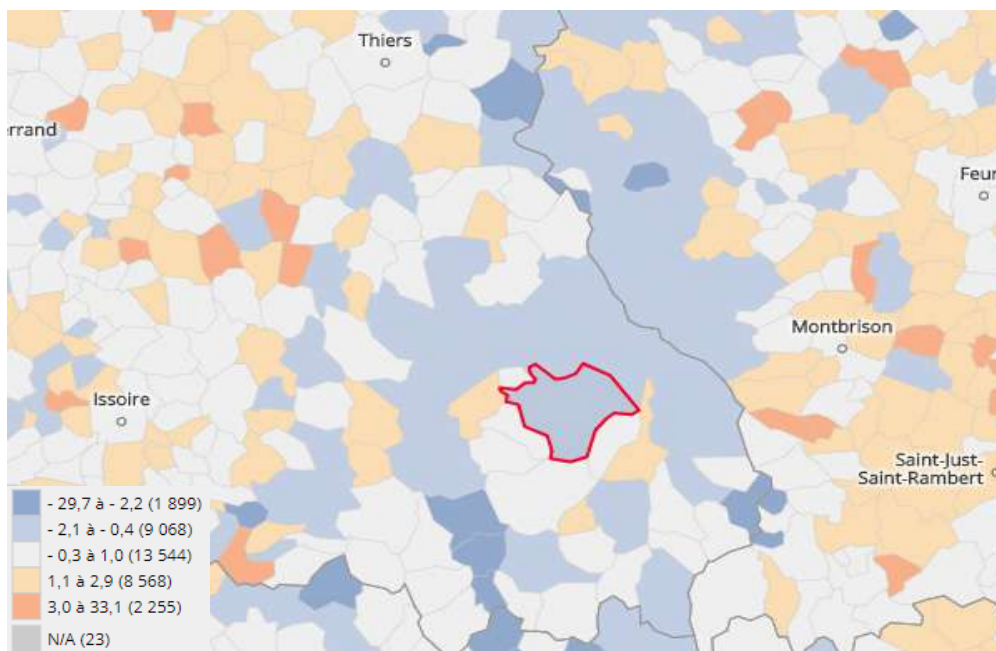 Thiers
errand
Feur
Montbrison
Issoire
Saint-Just-
Saint-Rambert
- 29,7 à - 2,2 (1 899)
- 2,1 à - 0,4 (9 068)
- 0,3 à 1,0 (13 544)
1,1 à 2,9 (8 568)
3,0 à 33,1 (2 255)
N/A (23)